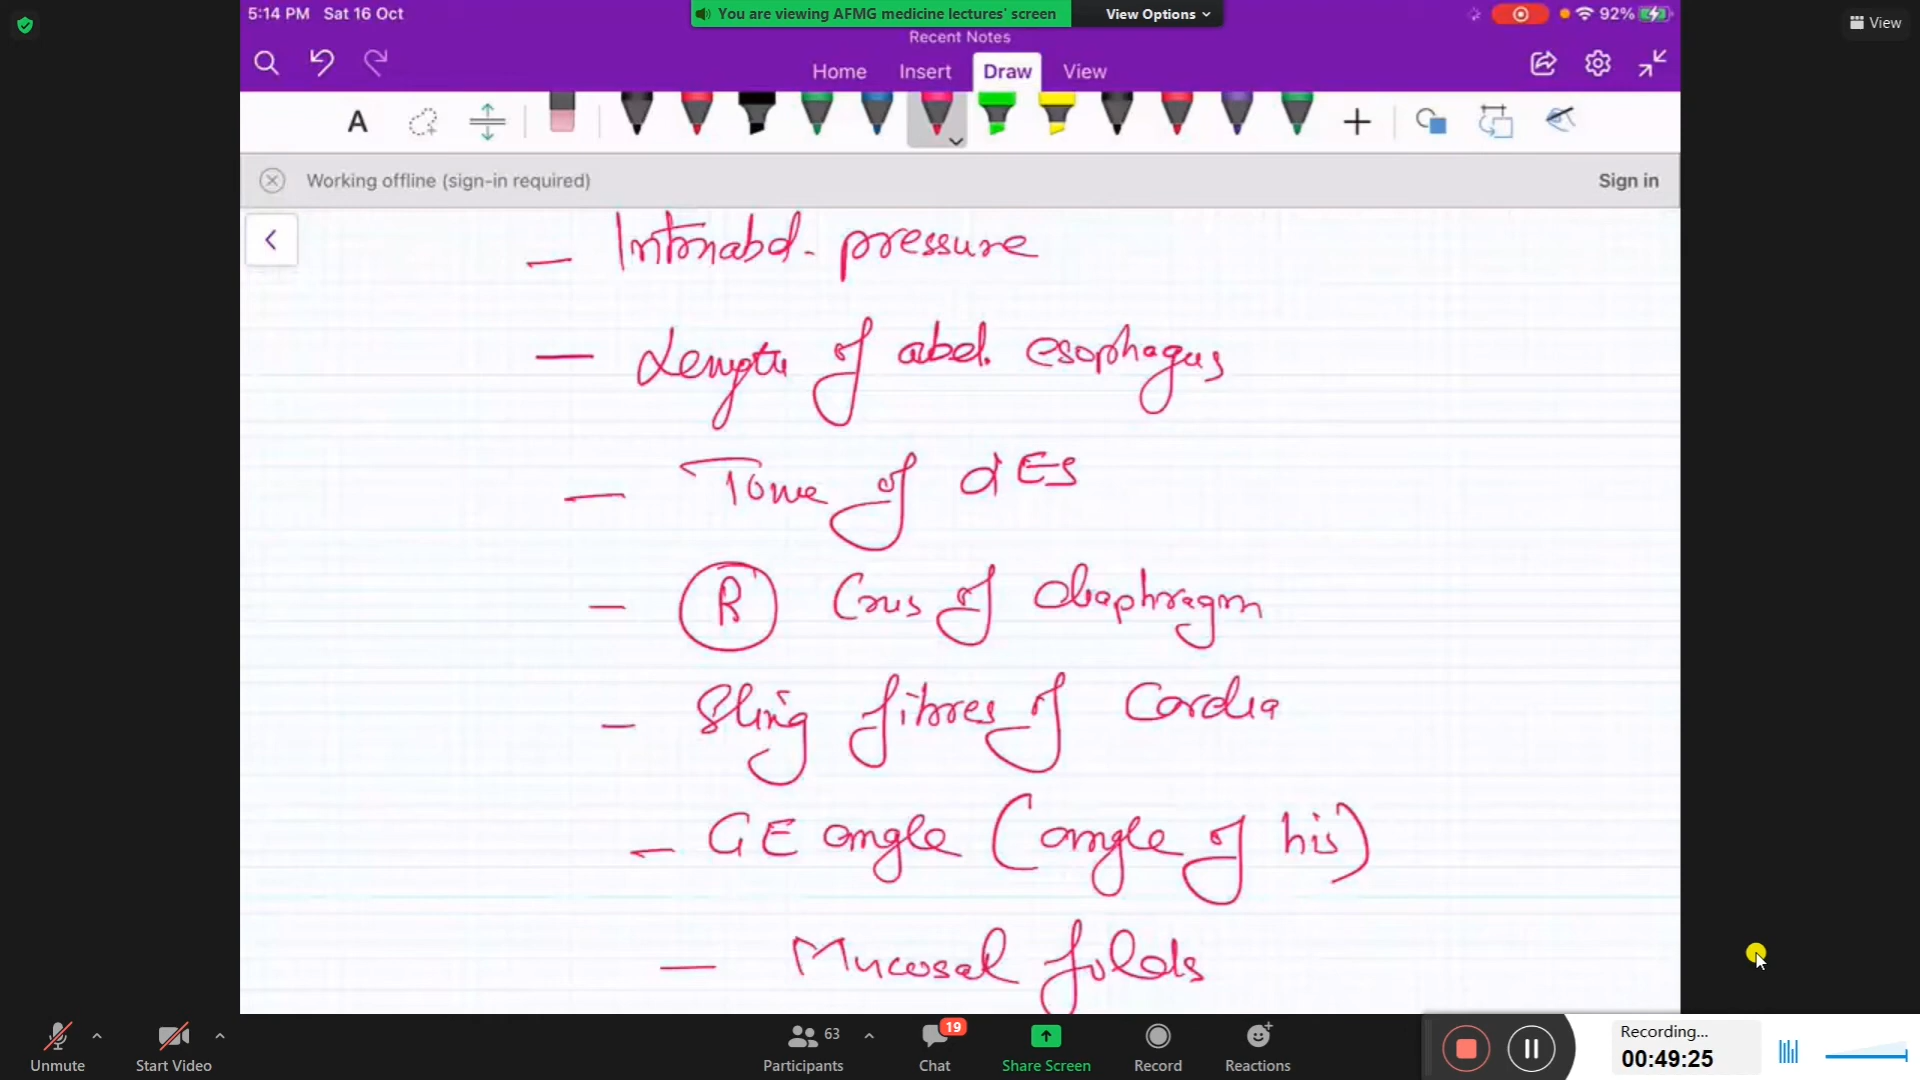 5:14 PM Sat 16 Oct
You are viewing AFMG medicine lectures' screen
View Options
92%
View
Recent Notes
Home Insert Draw View
A
Working offline (sign-in required)
Sign in
– Intraabd. pressure
– Length of abd. esophagus
– Tone of LES
– R Crus of diaphragm
– Sling fibres of Cardia
– GE angle (angle of his)
– Mucosal folds
Unmute
Start Video
63
Participants
19
Chat
Share Screen
Record
Reactions
Recording...
00:49:25